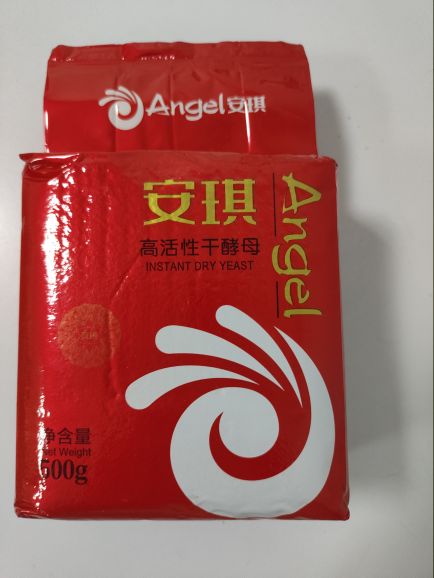 Angel安琪
安琪
Angel
高活性干酵母
INSTANT DRY YEAST
净含量
Net Weight
500g